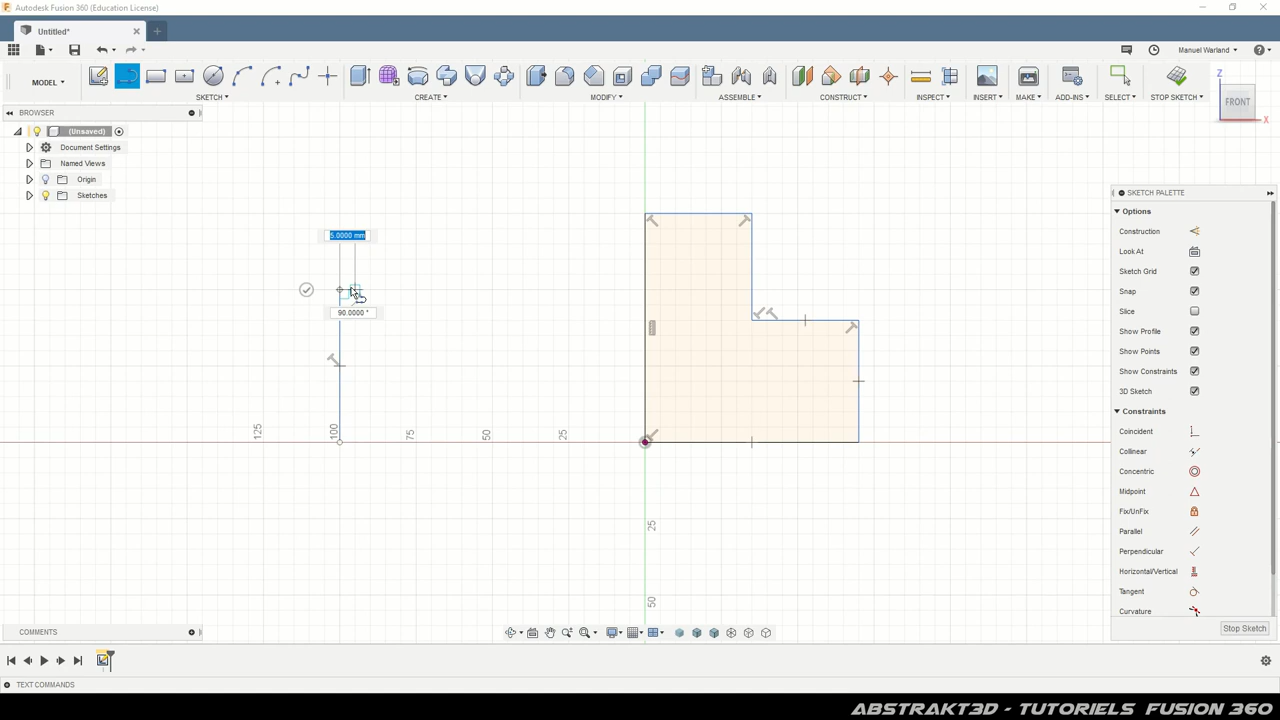 Autodesk Fusion 360 (Education License)
Untitled*
Manuel Warland
MODEL
SKETCH
CREATE
MODIFY
ASSEMBLE
CONSTRUCT
INSPECT
INSERT
MAKE
ADD-INS
SELECT
STOP SKETCH
Z
FRONT
X
BROWSER
(Unsaved)
Document Settings
Named Views
Origin
Sketches
5.0000 mm
90.0000 °
125
100
75
50
25
25
50
SKETCH PALETTE
Options
Construction
Look At
Sketch Grid
Snap
Slice
Show Profile
Show Points
Show Constraints
3D Sketch
Constraints
Coincident
Collinear
Concentric
Midpoint
Fix/UnFix
Parallel
Perpendicular
Horizontal/Vertical
Tangent
Curvature
Stop Sketch
COMMENTS
TEXT COMMANDS
ABSTRAKT3D - TUTORIELS FUSION 360